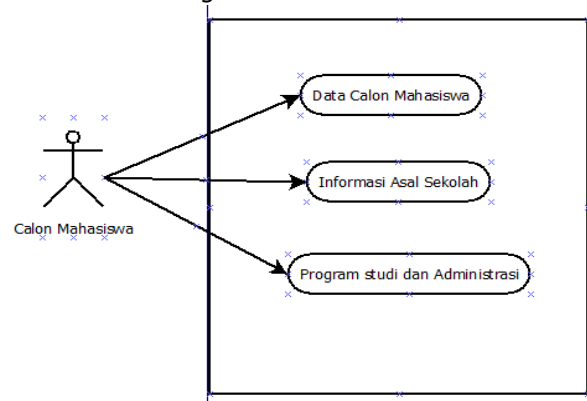 Data Calon Mahasiswa
Informasi Asal Sekolah
Calon Mahasiswa
Program studi dan Administrasi